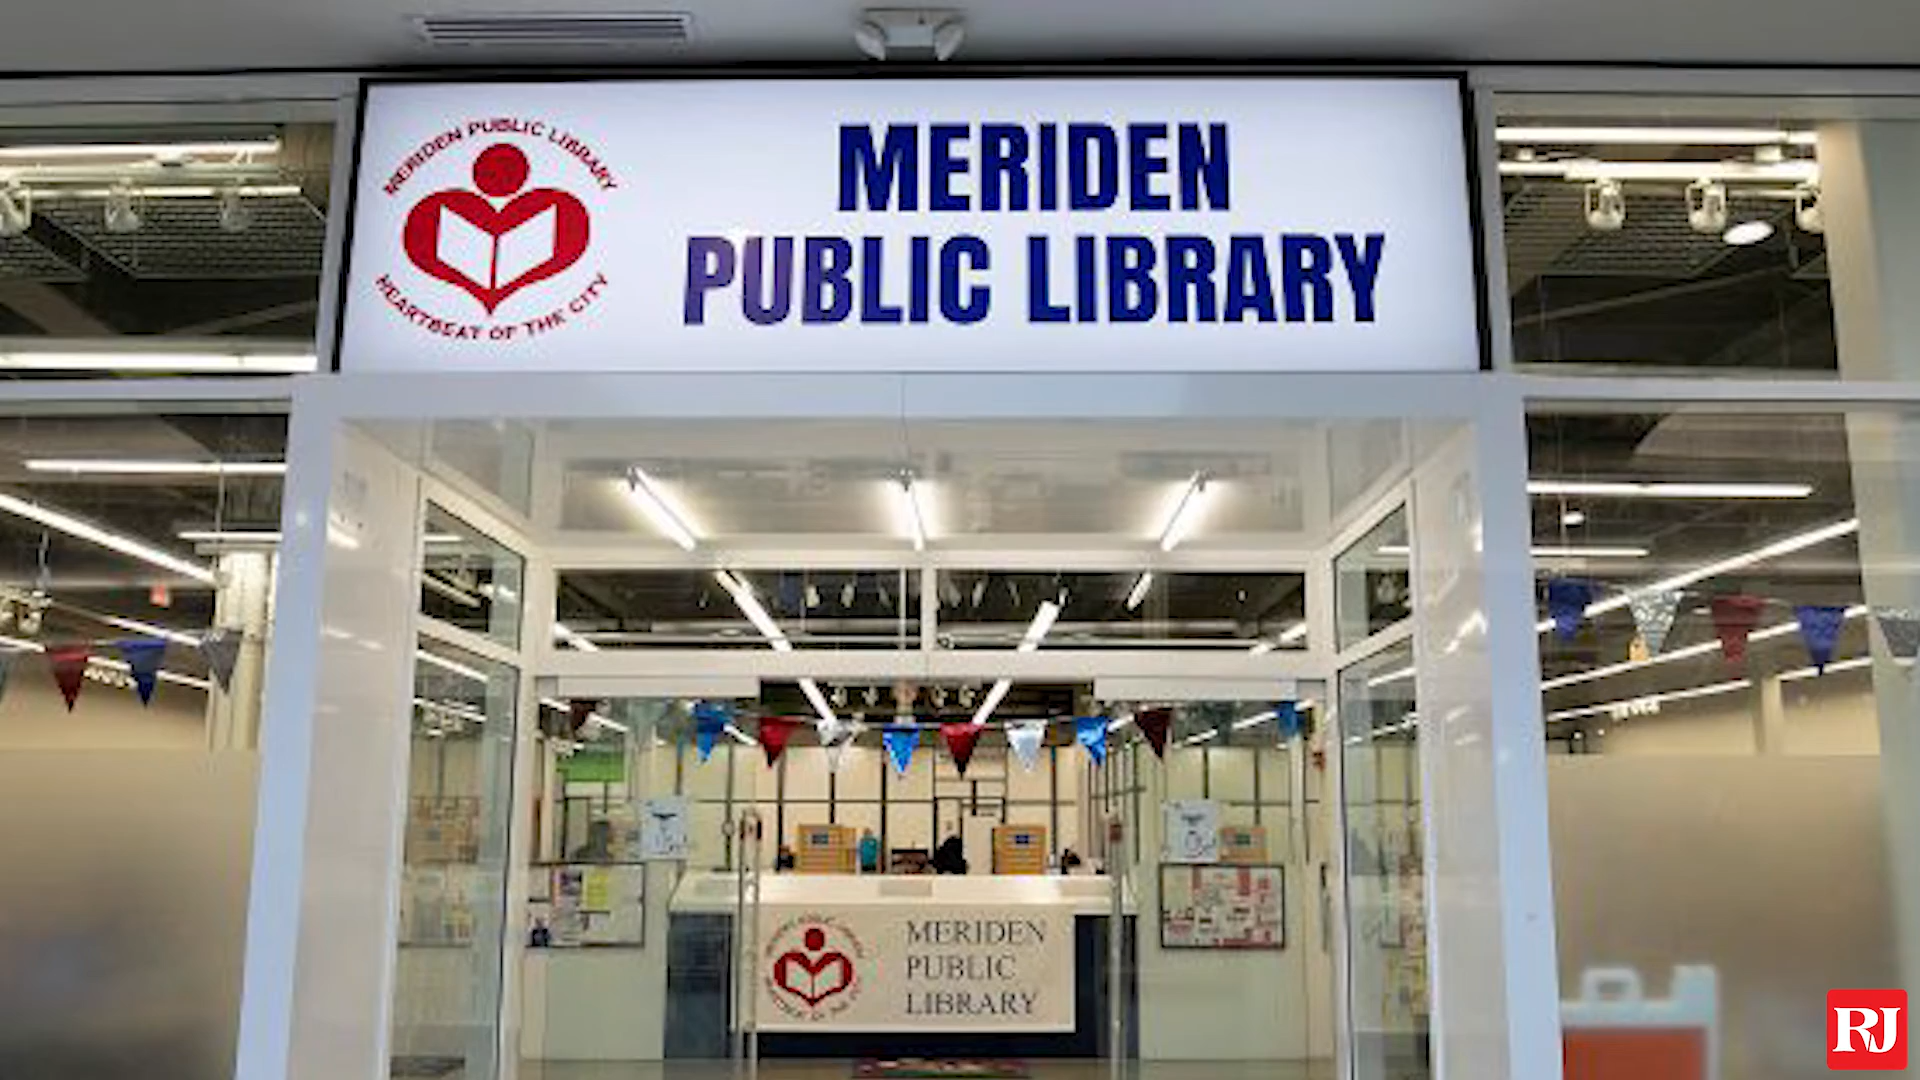 MERIDEN PUBLIC LIBRARY
HEARTBEAT OF THE CITY
MERIDEN
PUBLIC LIBRARY
MERIDEN
PUBLIC
LIBRARY
RJ